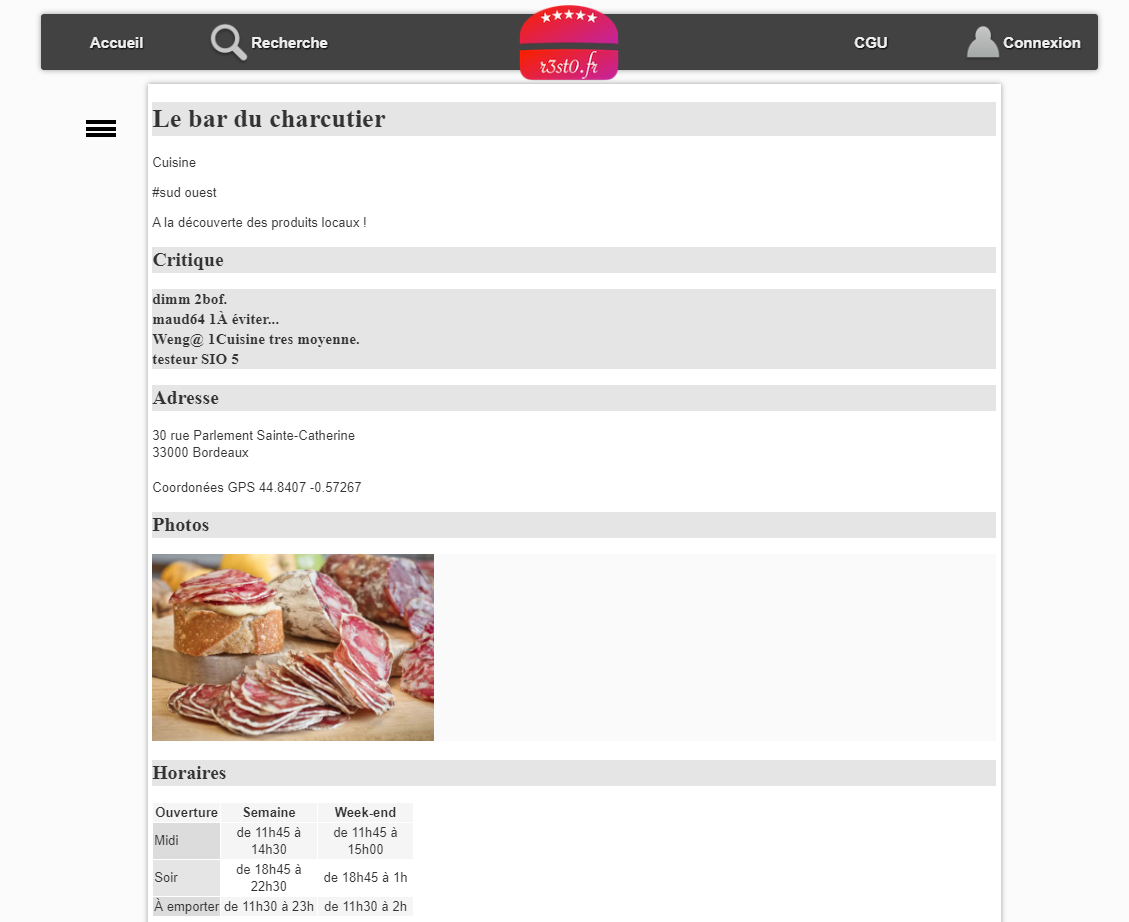 Accueil
Recherche
r3st0.fr
CGU
Connexion
Le bar du charcutier
Cuisine
#sud ouest
A la découverte des produits locaux !
Critique
dimm 2bof.
maud64 1À éviter...
Weng@ 1Cuisine tres moyenne.
testeur SIO 5
Adresse
30 rue Parlement Sainte-Catherine
33000 Bordeaux
Coordonées GPS 44.8407 -0.57267
Photos
Horaires
Ouverture Semaine Week-end
Midi de 11h45 à 14h30 de 11h45 à 15h00
Soir de 18h45 à 22h30 de 18h45 à 1h
À emporter de 11h30 à 23h de 11h30 à 2h